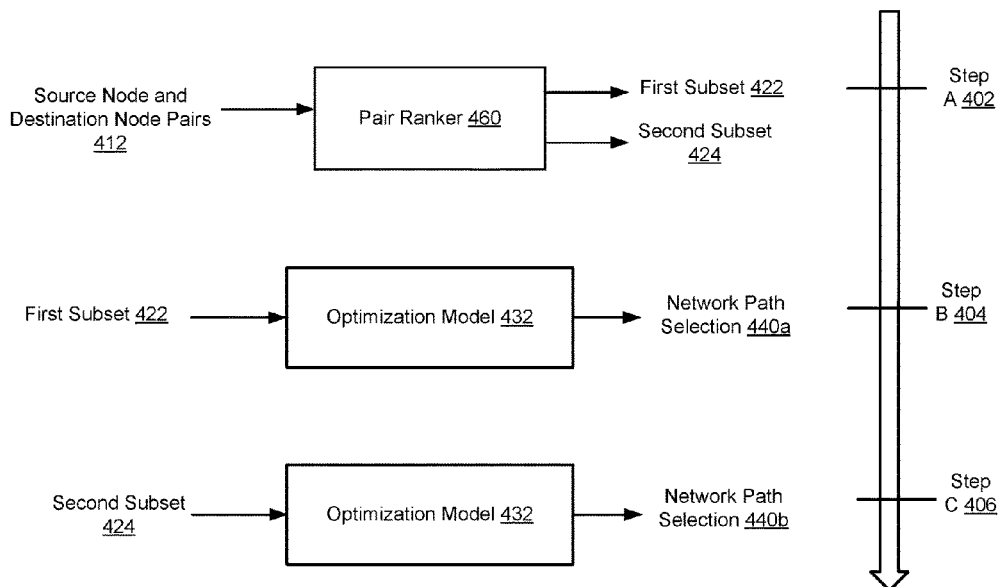 Source Node and
Destination Node Pairs
412
Pair Ranker 460
First Subset 422
Second Subset
424
Step
A 402
First Subset 422
Optimization Model 432
Network Path
Selection 440a
Step
B 404
Second Subset
424
Optimization Model 432
Network Path
Selection 440b
Step
C 406